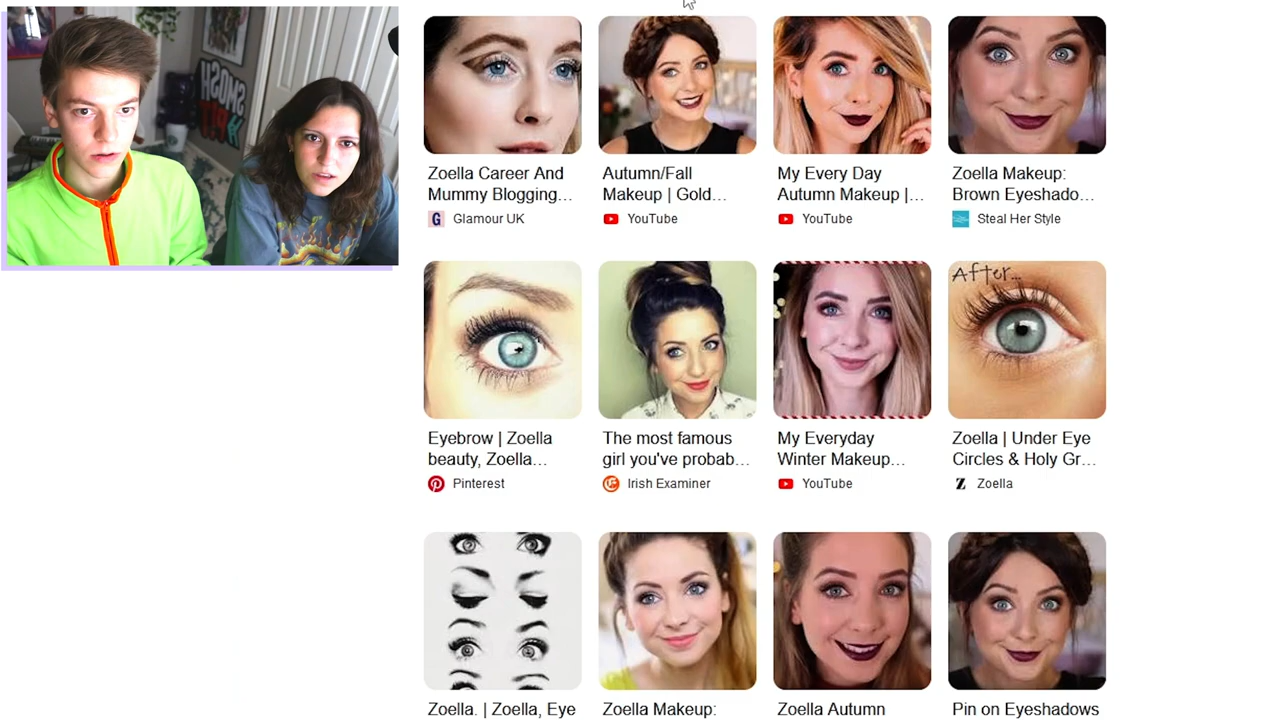 SMOSH
PIT
Zoella Career And
Mummy Blogging...
G Glamour UK
Autumn/Fall
Makeup | Gold...
YouTube
My Every Day
Autumn Makeup |...
YouTube
Zoella Makeup:
Brown Eyeshado...
Steal Her Style
After...
Eyebrow | Zoella
beauty, Zoella...
Pinterest
The most famous
girl you've probab...
Irish Examiner
My Everyday
Winter Makeup...
YouTube
Zoella | Under Eye
Circles & Holy Gr...
Z Zoella
Zoella. | Zoella, Eye
Zoella Makeup:
Zoella Autumn
Pin on Eyeshadows